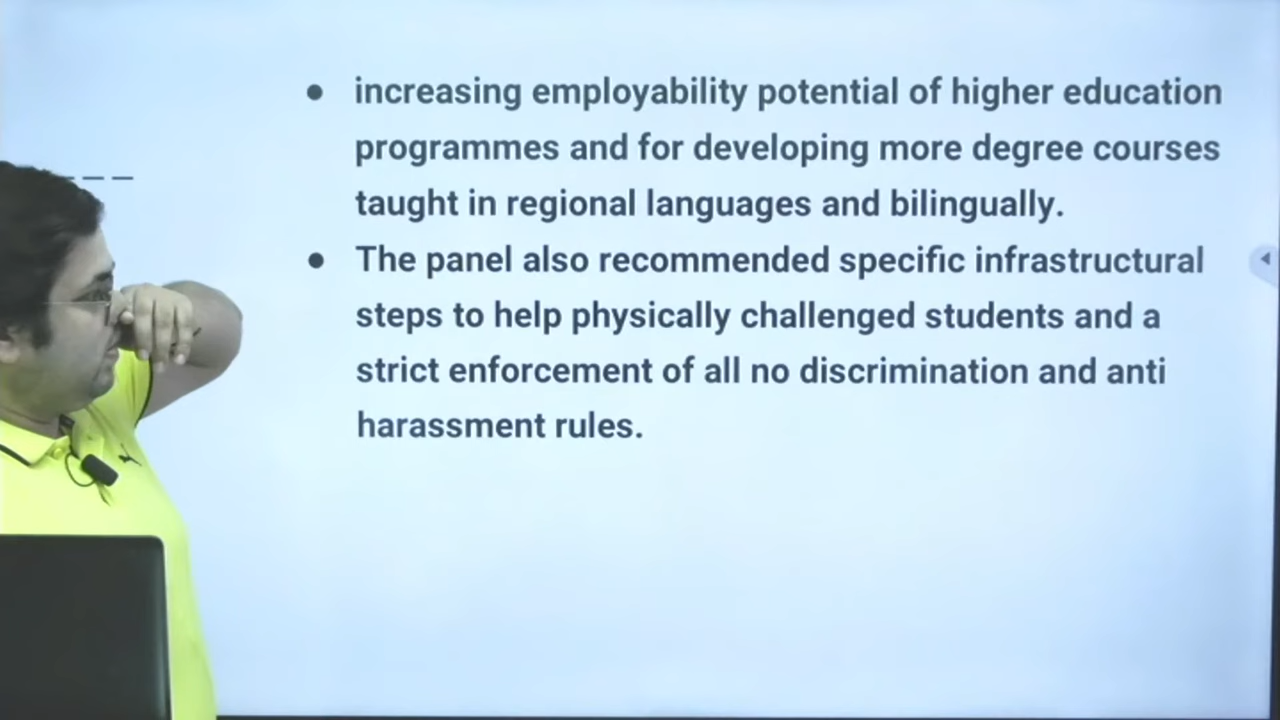 ● increasing employability potential of higher education
programmes and for developing more degree courses
taught in regional languages and bilingually.
● The panel also recommended specific infrastructural
steps to help physically challenged students and a
strict enforcement of all no discrimination and anti
harassment rules.